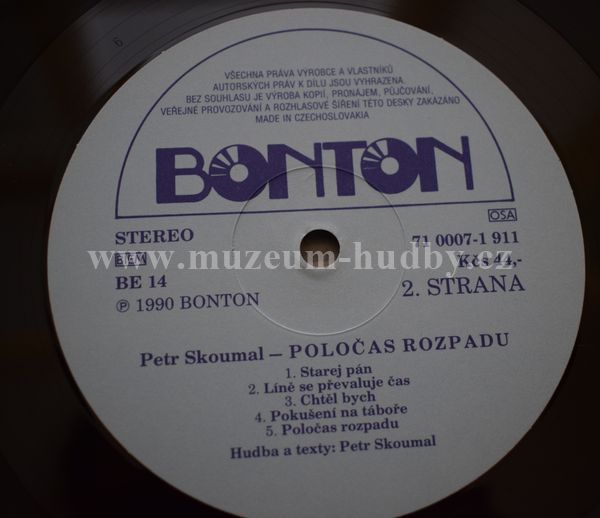 VŠECHNA PRÁVA VÝROBCE A VLASTNÍKŮ
AUTORSKÝCH PRÁV K DÍLU JSOU VYHRAZENA.
BEZ SOUHLASU JE VÝROBA KOPIÍ, PRONÁJEM, PŮJČOVÁNÍ,
VEŘEJNÉ PROVOZOVÁNÍ A ROZHLASOVÉ ŠÍŘENÍ TÉTO DESKY ZAKÁZÁNO
MADE IN CZECHOSLOVAKIA
BONTON
OSA
STEREO
71 0007-1 911
BIEM
Kčs 44,-
www.muzeum-hudby.cz
BE 14
2. STRANA
℗ 1990 BONTON
Petr Skoumal – POLOČAS ROZPADU
1. Starej pán
2. Líně se převaluje čas
3. Chtěl bych
4. Pokušení na táboře
5. Poločas rozpadu
Hudba a texty: Petr Skoumal